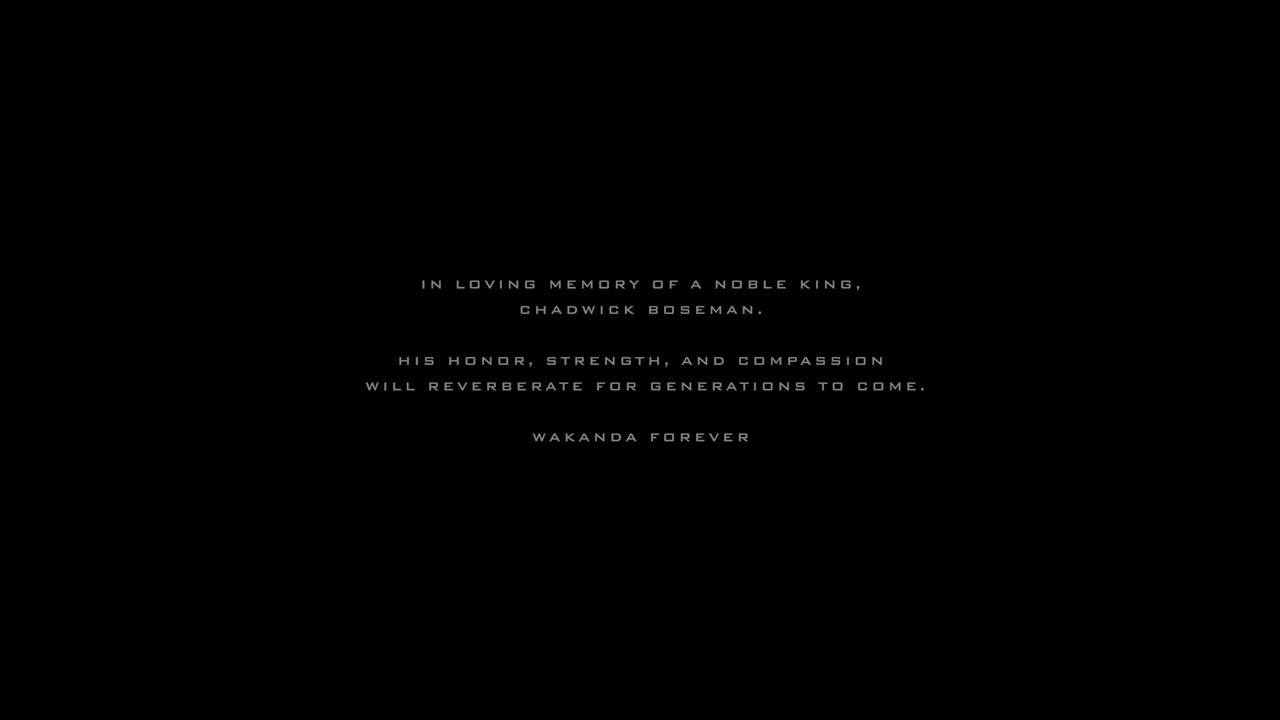 IN LOVING MEMORY OF A NOBLE KING,
CHADWICK BOSEMAN.
HIS HONOR, STRENGTH, AND COMPASSION
WILL REVERBERATE FOR GENERATIONS TO COME.
WAKANDA FOREVER